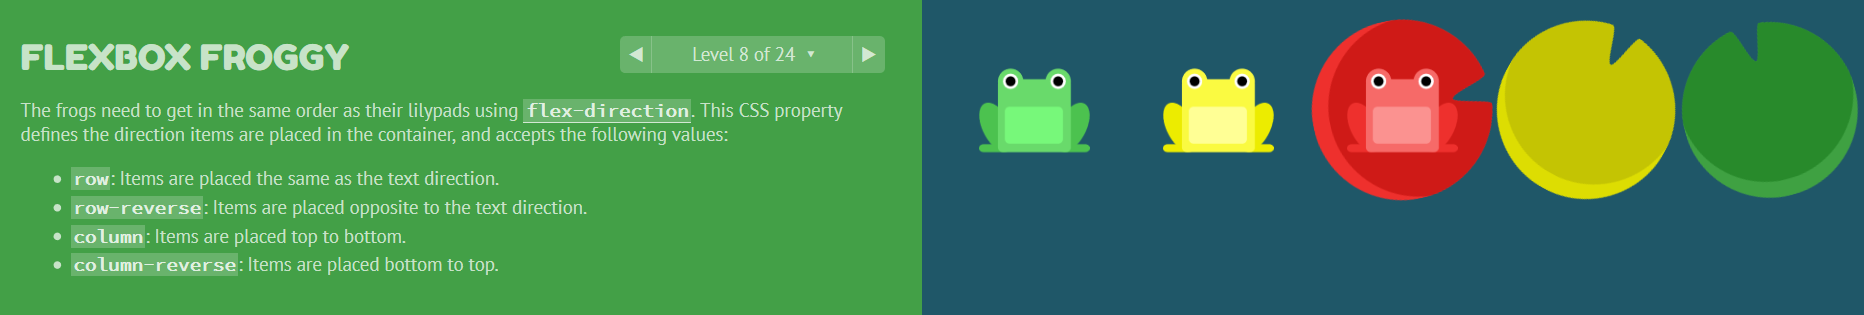 FLEXBOX FROGGY
◀ Level 8 of 24 ▼ ▶
The frogs need to get in the same order as their lilypads using flex-direction. This CSS property
defines the direction items are placed in the container, and accepts the following values:
• row: Items are placed the same as the text direction.
• row-reverse: Items are placed opposite to the text direction.
• column: Items are placed top to bottom.
• column-reverse: Items are placed bottom to top.